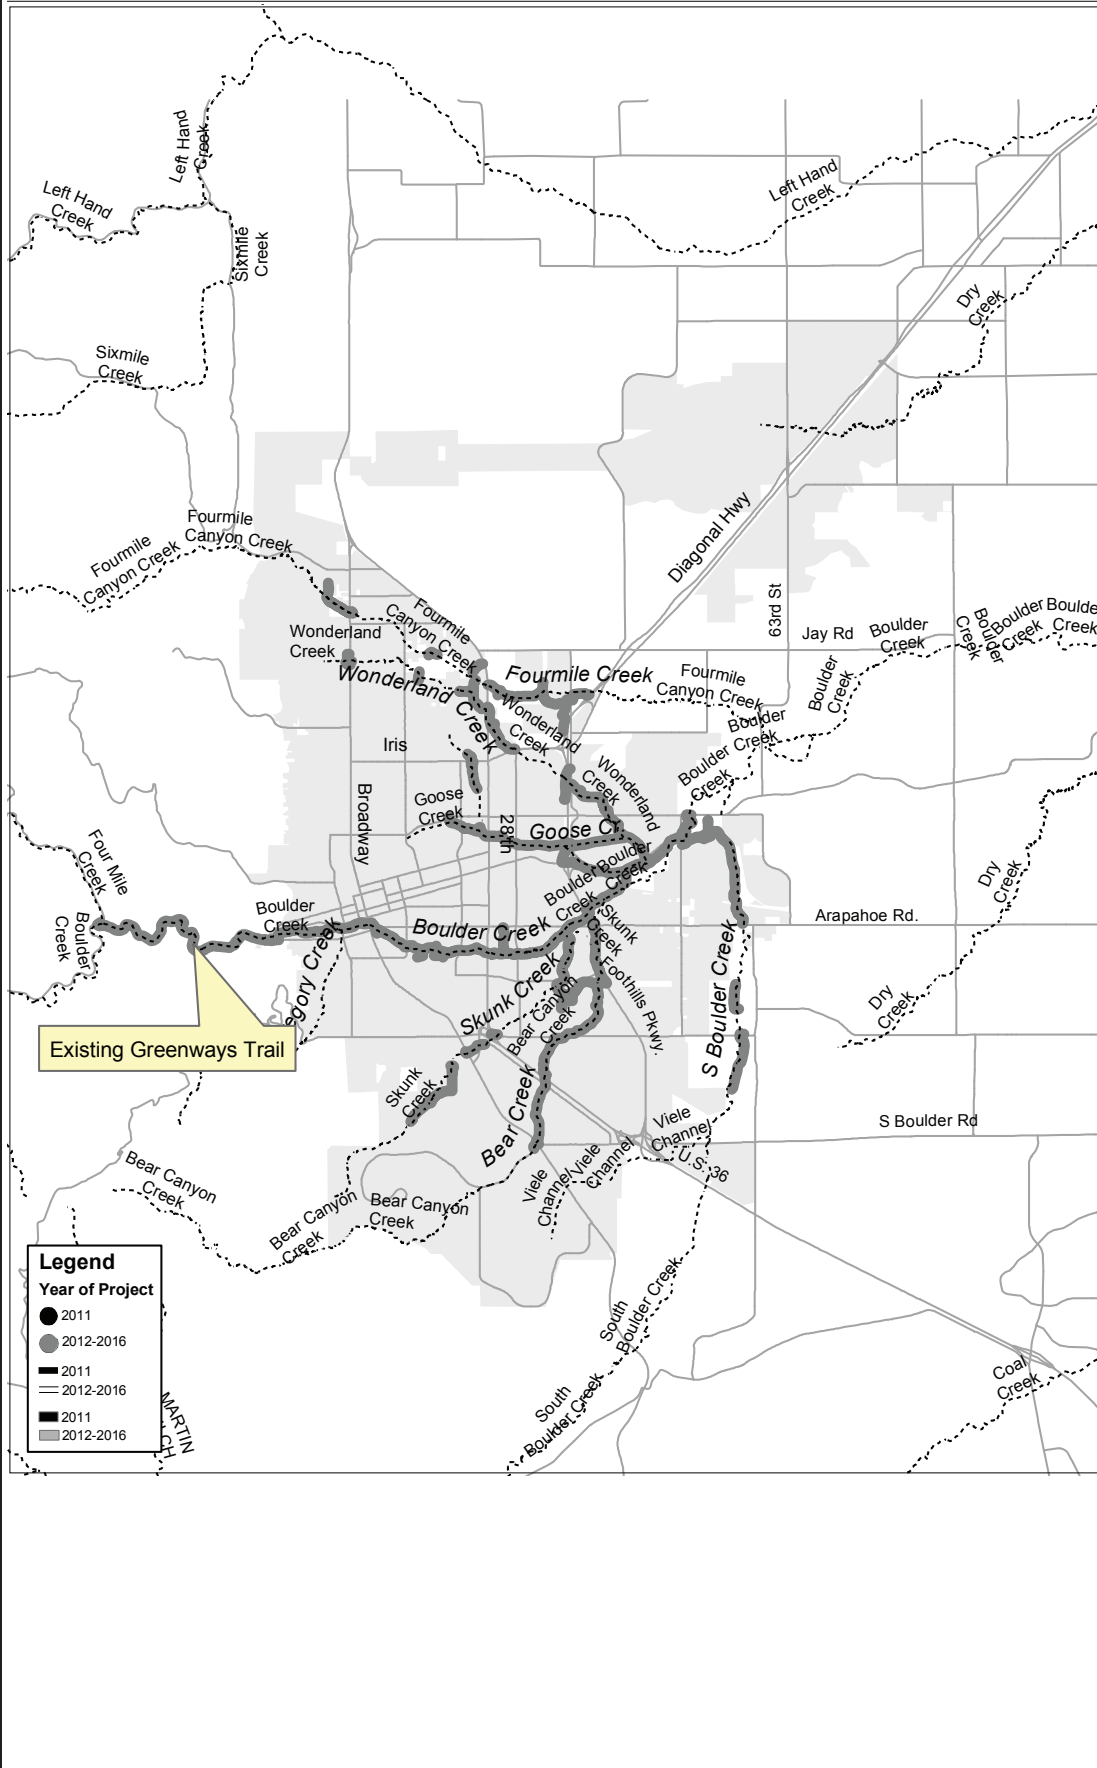 Left Hand
Creek
Left Hand
Creek
Left Hand
Creek
Sixmile
Creek
Dry
Creek
Sixmile
Creek
Diagonal Hwy
Fourmile
Canyon Creek
Fourmile
Canyon Creek
63rd St
Fourmile
Canyon Creek
Jay Rd
Boulder
Creek
Boulder
Creek
Boulder
Creek
Boulde
Creek
Wonderland
Creek
Wonderland Creek
Fourmile Creek
Fourmile
Canyon Creek
Boulder
Creek
Wonderland
Creek
Boulder
Creek
Boulder
Creek
Iris
Wonderland
Creek
Broadway
Goose
Creek
28th
Goose Cr
Four Mile
Creek
Boulder
Creek
Boulder
Creek
Dry
Creek
Boulder
Creek
Boulder
Creek
Boulder Creek
Skunk
Creek
Arapahoe Rd.
egory Creek
Skunk Creek
Bear Canyon
Creek
Foothills Pkwy.
S Boulder Creek
Dry
Creek
Existing Greenways Trail
Skunk
Creek
Bear Creek
Viele
Channel
S Boulder Rd
U.S. 36
Viele
Channel
Viele
Channel
Bear Canyon
Creek
Bear Canyon
Creek
Bear Canyon
Creek
South
Boulder Creek
South
Boulder Creek
Coal
Creek
Legend
Year of Project
2011
2012-2016
2011
2012-2016
2011
2012-2016
MARTIN
LCH